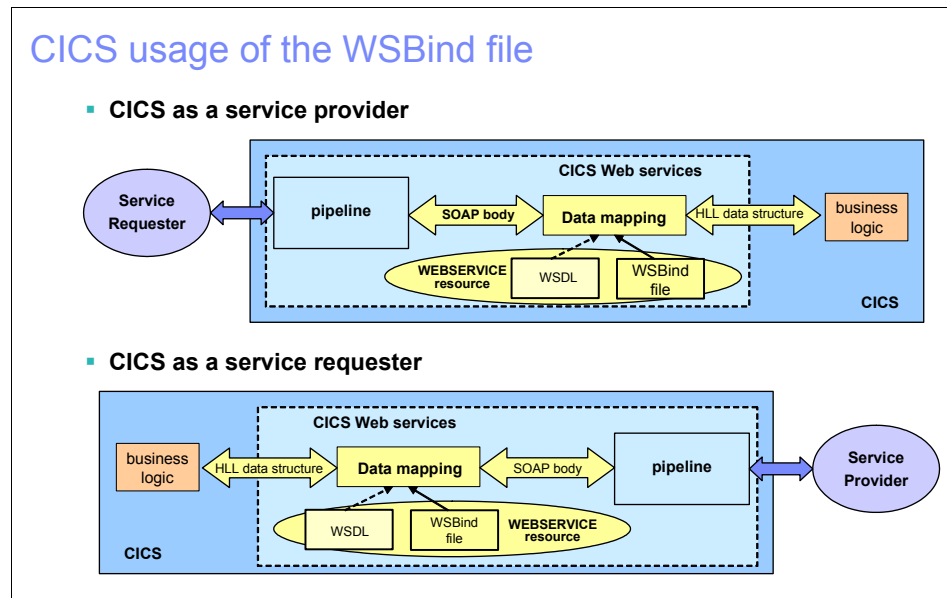 CICS usage of the WSBind file
▪ CICS as a service provider
CICS Web services
Service
Requester
pipeline
SOAP body
Data mapping
HLL data structure
business
logic
WEBSERVICE
resource
WSDL
WSBind
file
CICS
▪ CICS as a service requester
CICS Web services
business
logic
HLL data structure
Data mapping
SOAP body
pipeline
Service
Provider
WSDL
WSBind
file
WEBSERVICE
resource
CICS